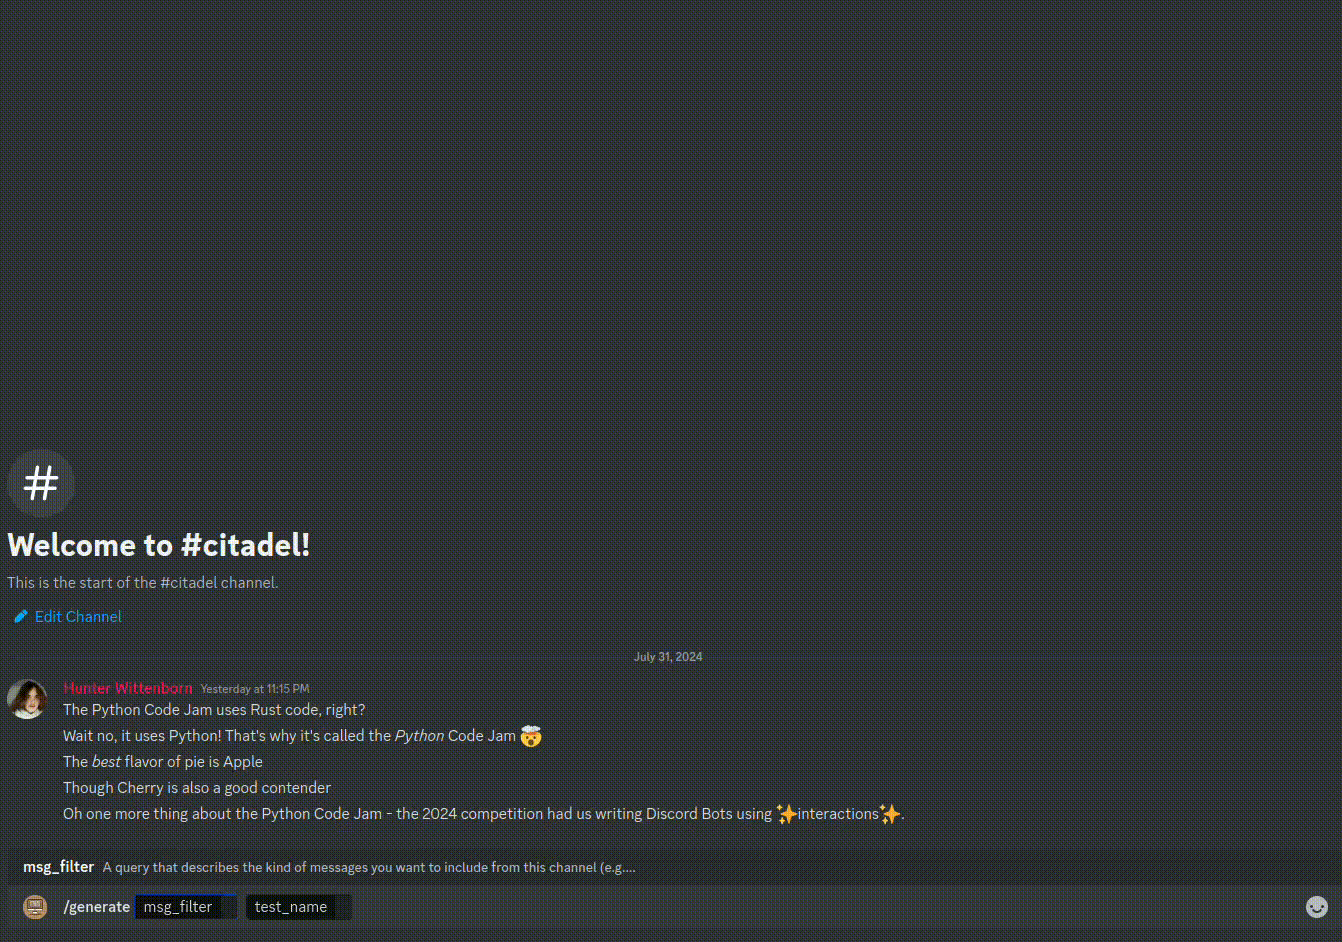 #
Welcome to #citadel!
This is the start of the #citadel channel.
Edit Channel
July 31, 2024
Hunter Wittenborn Yesterday at 11:15 PM
The Python Code Jam uses Rust code, right?
Wait no, it uses Python! That's why it's called the Python Code Jam 🤯
The best flavor of pie is Apple
Though Cherry is also a good contender
Oh one more thing about the Python Code Jam - the 2024 competition had us writing Discord Bots using ✨interactions✨.
msg_filter A query that describes the kind of messages you want to include from this channel (e.g....
/generate msg_filter test_name